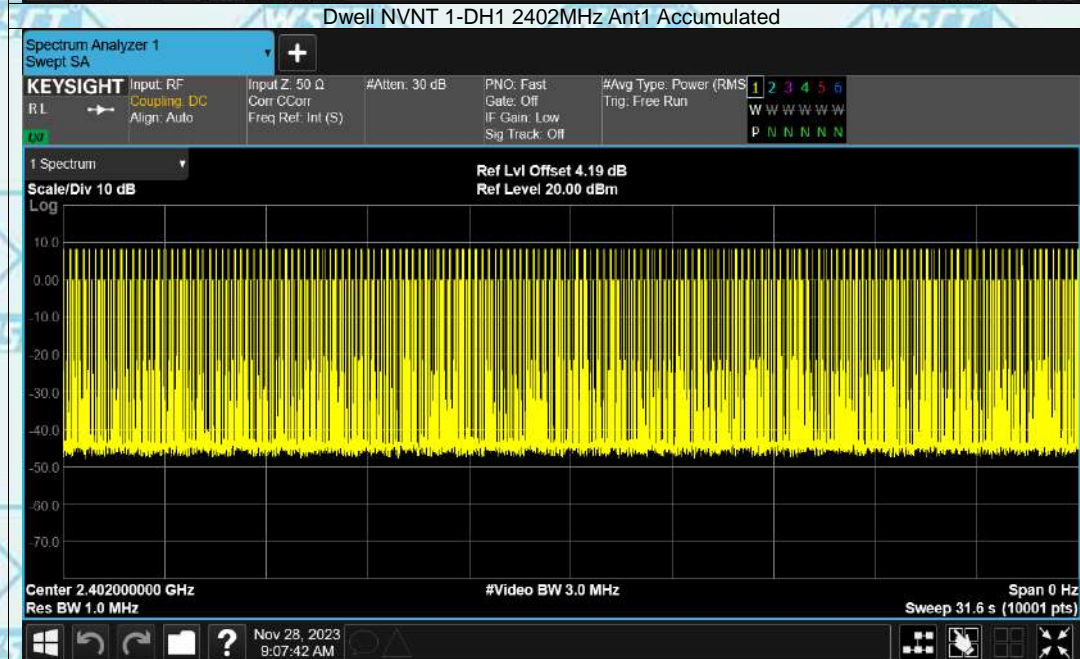 Dwell NVNT 1-DH1 2402MHz Ant1 Accumulated
Spectrum Analyzer 1
Swept SA
+
KEYSIGHT
R L
LXI
Input: RF
Coupling: DC
Align: Auto
Input Z: 50 Ω
Corr CCorr
Freq Ref: Int (S)
#Atten: 30 dB
PNO: Fast
Gate: Off
IF Gain: Low
Sig Track: Off
#Avg Type: Power (RMS
Trig: Free Run
1 2 3 4 5 6
W W W W W W
P N N N N N
1 Spectrum
Scale/Div 10 dB
Ref Lvl Offset 4.19 dB
Ref Level 20.00 dBm
Log
10.0
0.00
-10.0
-20.0
-30.0
-40.0
-50.0
-60.0
-70.0
Center 2.402000000 GHz
#Video BW 3.0 MHz
Span 0 Hz
Res BW 1.0 MHz
Sweep 31.6 s (10001 pts)
?
Nov 28, 2023
9:07:42 AM